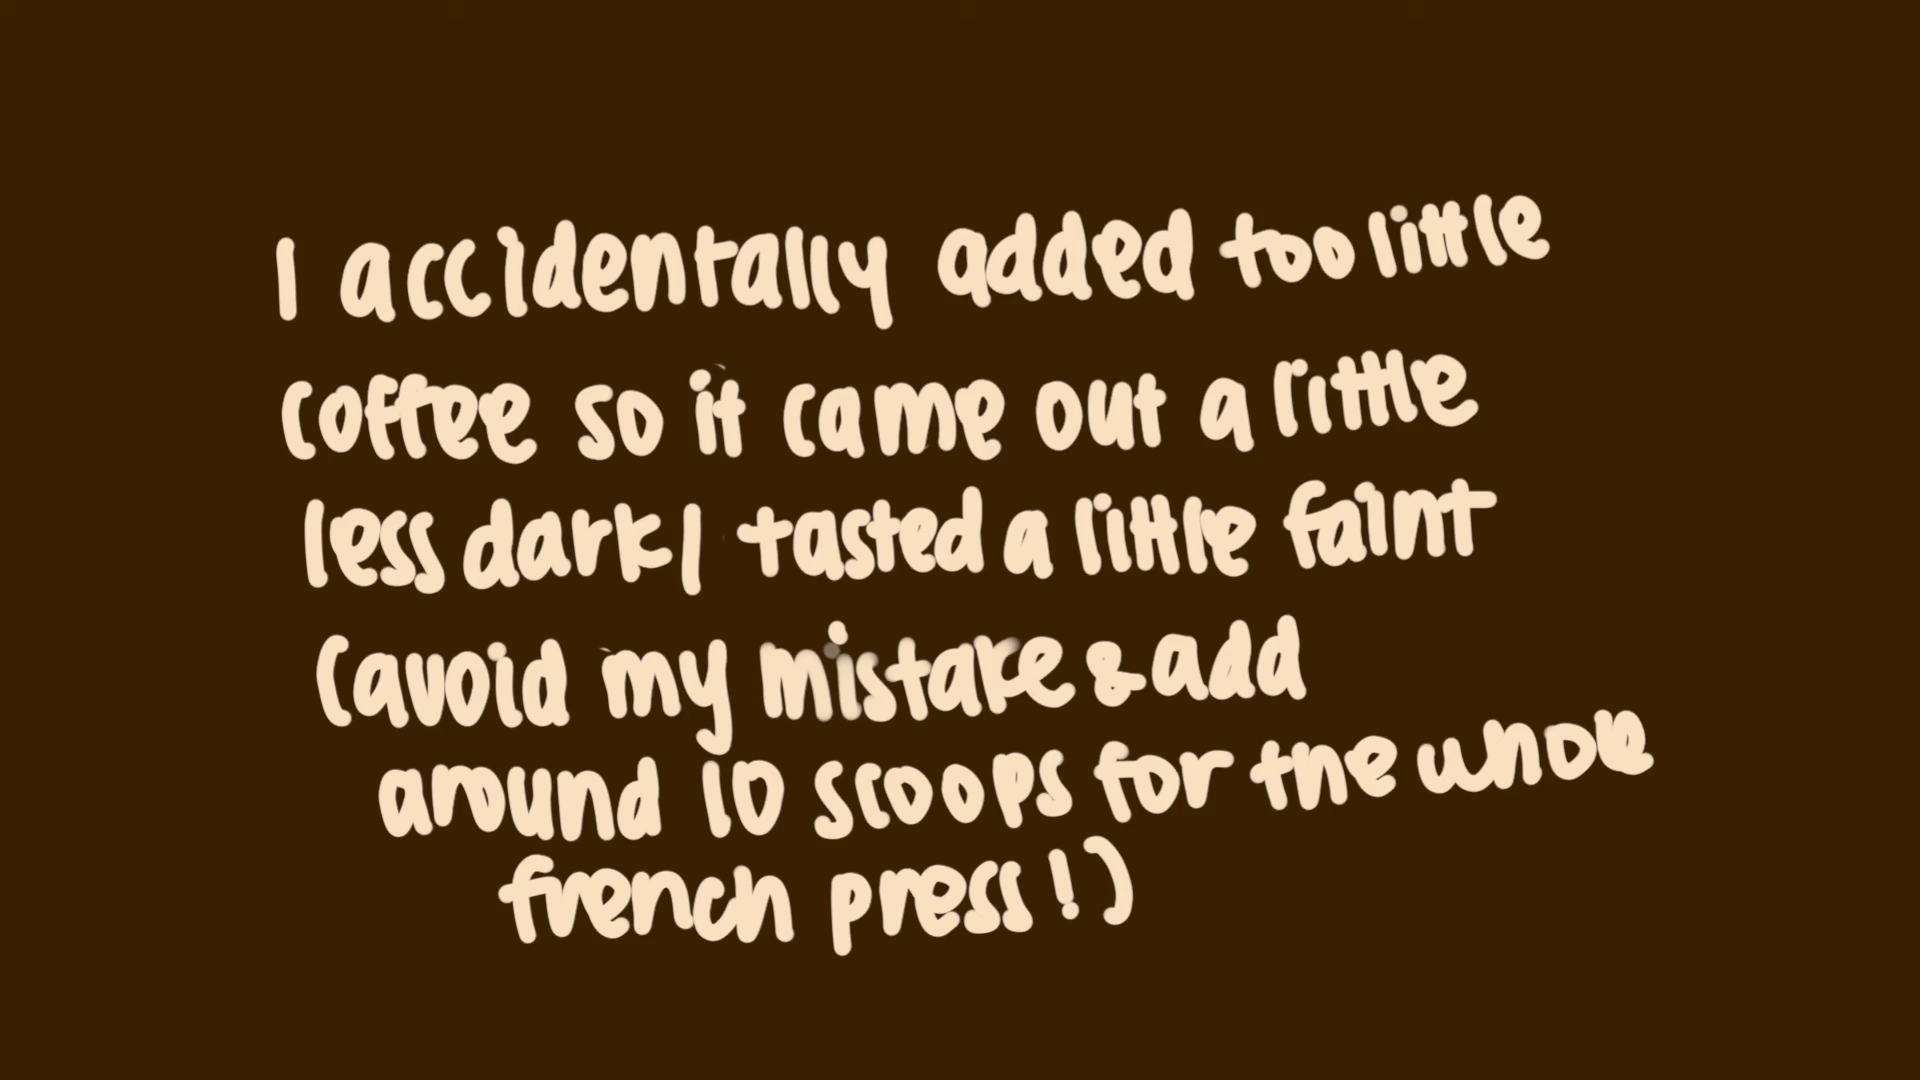 I accidentally added too little
coffee so it came out a little
less dark/ tasted a little faint
(avoid my mistake & add
around 10 scoops for the whole
french press!)